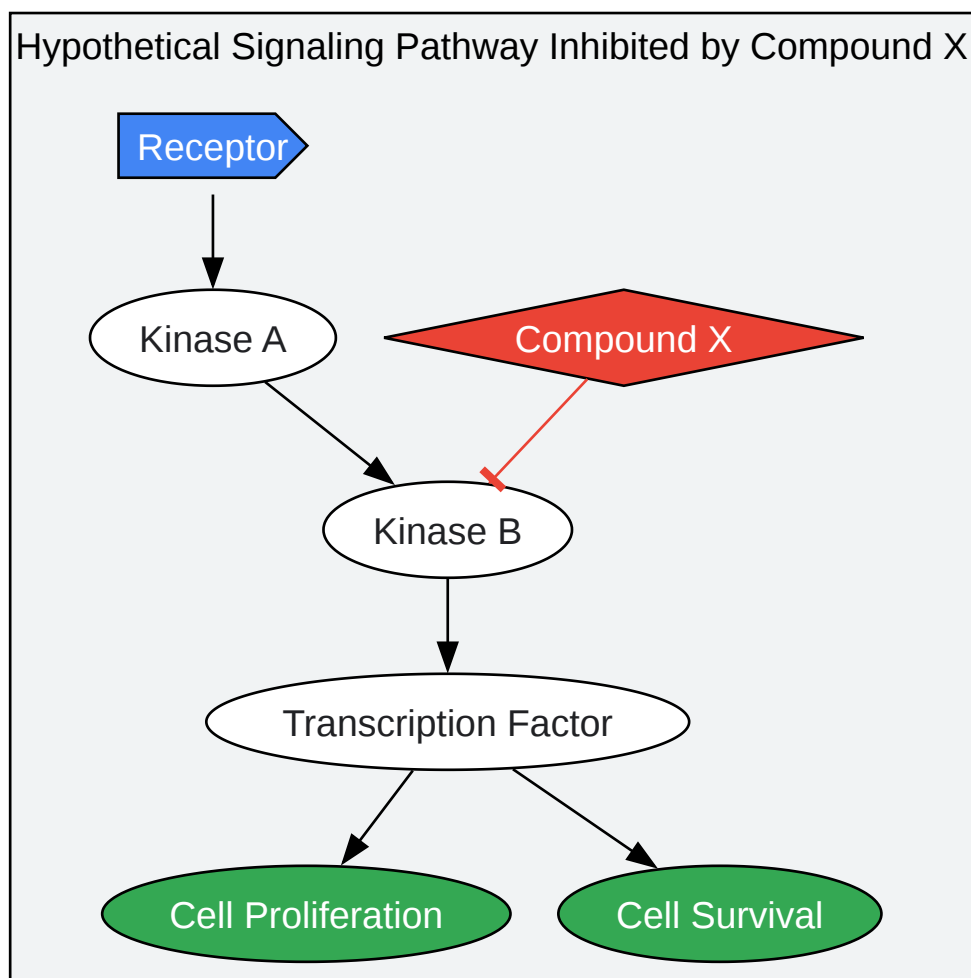 Hypothetical Signaling Pathway Inhibited by Compound X
Receptor
Kinase A
Compound X
Kinase B
Transcription Factor
Cell Proliferation
Cell Survival